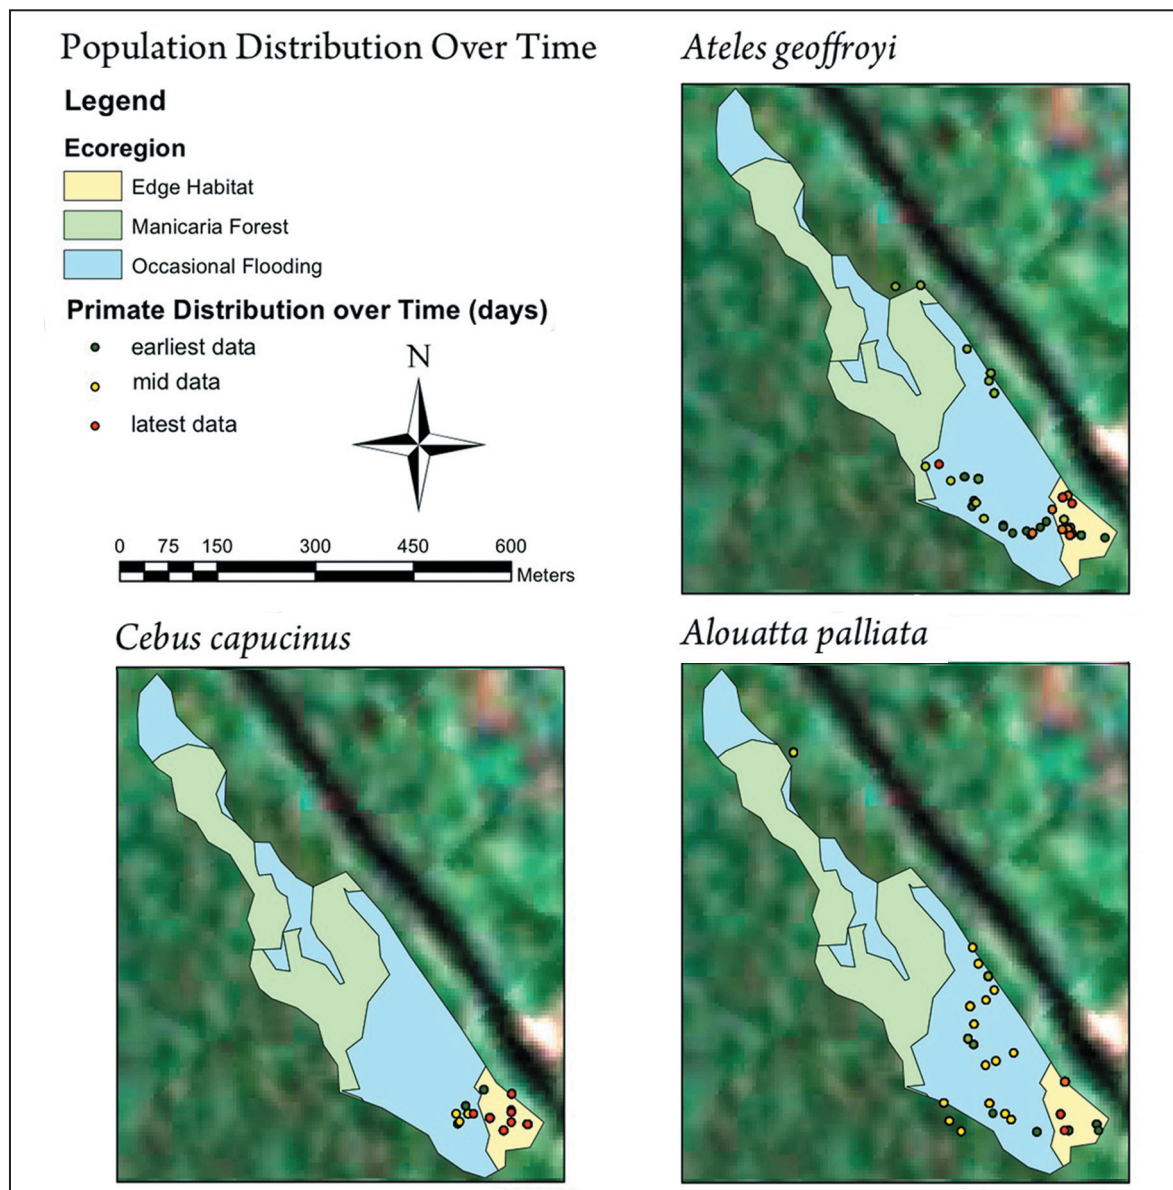 Population Distribution Over Time
Legend
Ecoregion
Edge Habitat
Manicaria Forest
Occasional Flooding
Primate Distribution over Time (days)
earliest data
mid data
latest data
N
0 75 150 300 450 600
Meters
Ateles geoffroyi
Cebus capucinus
Alouatta palliata